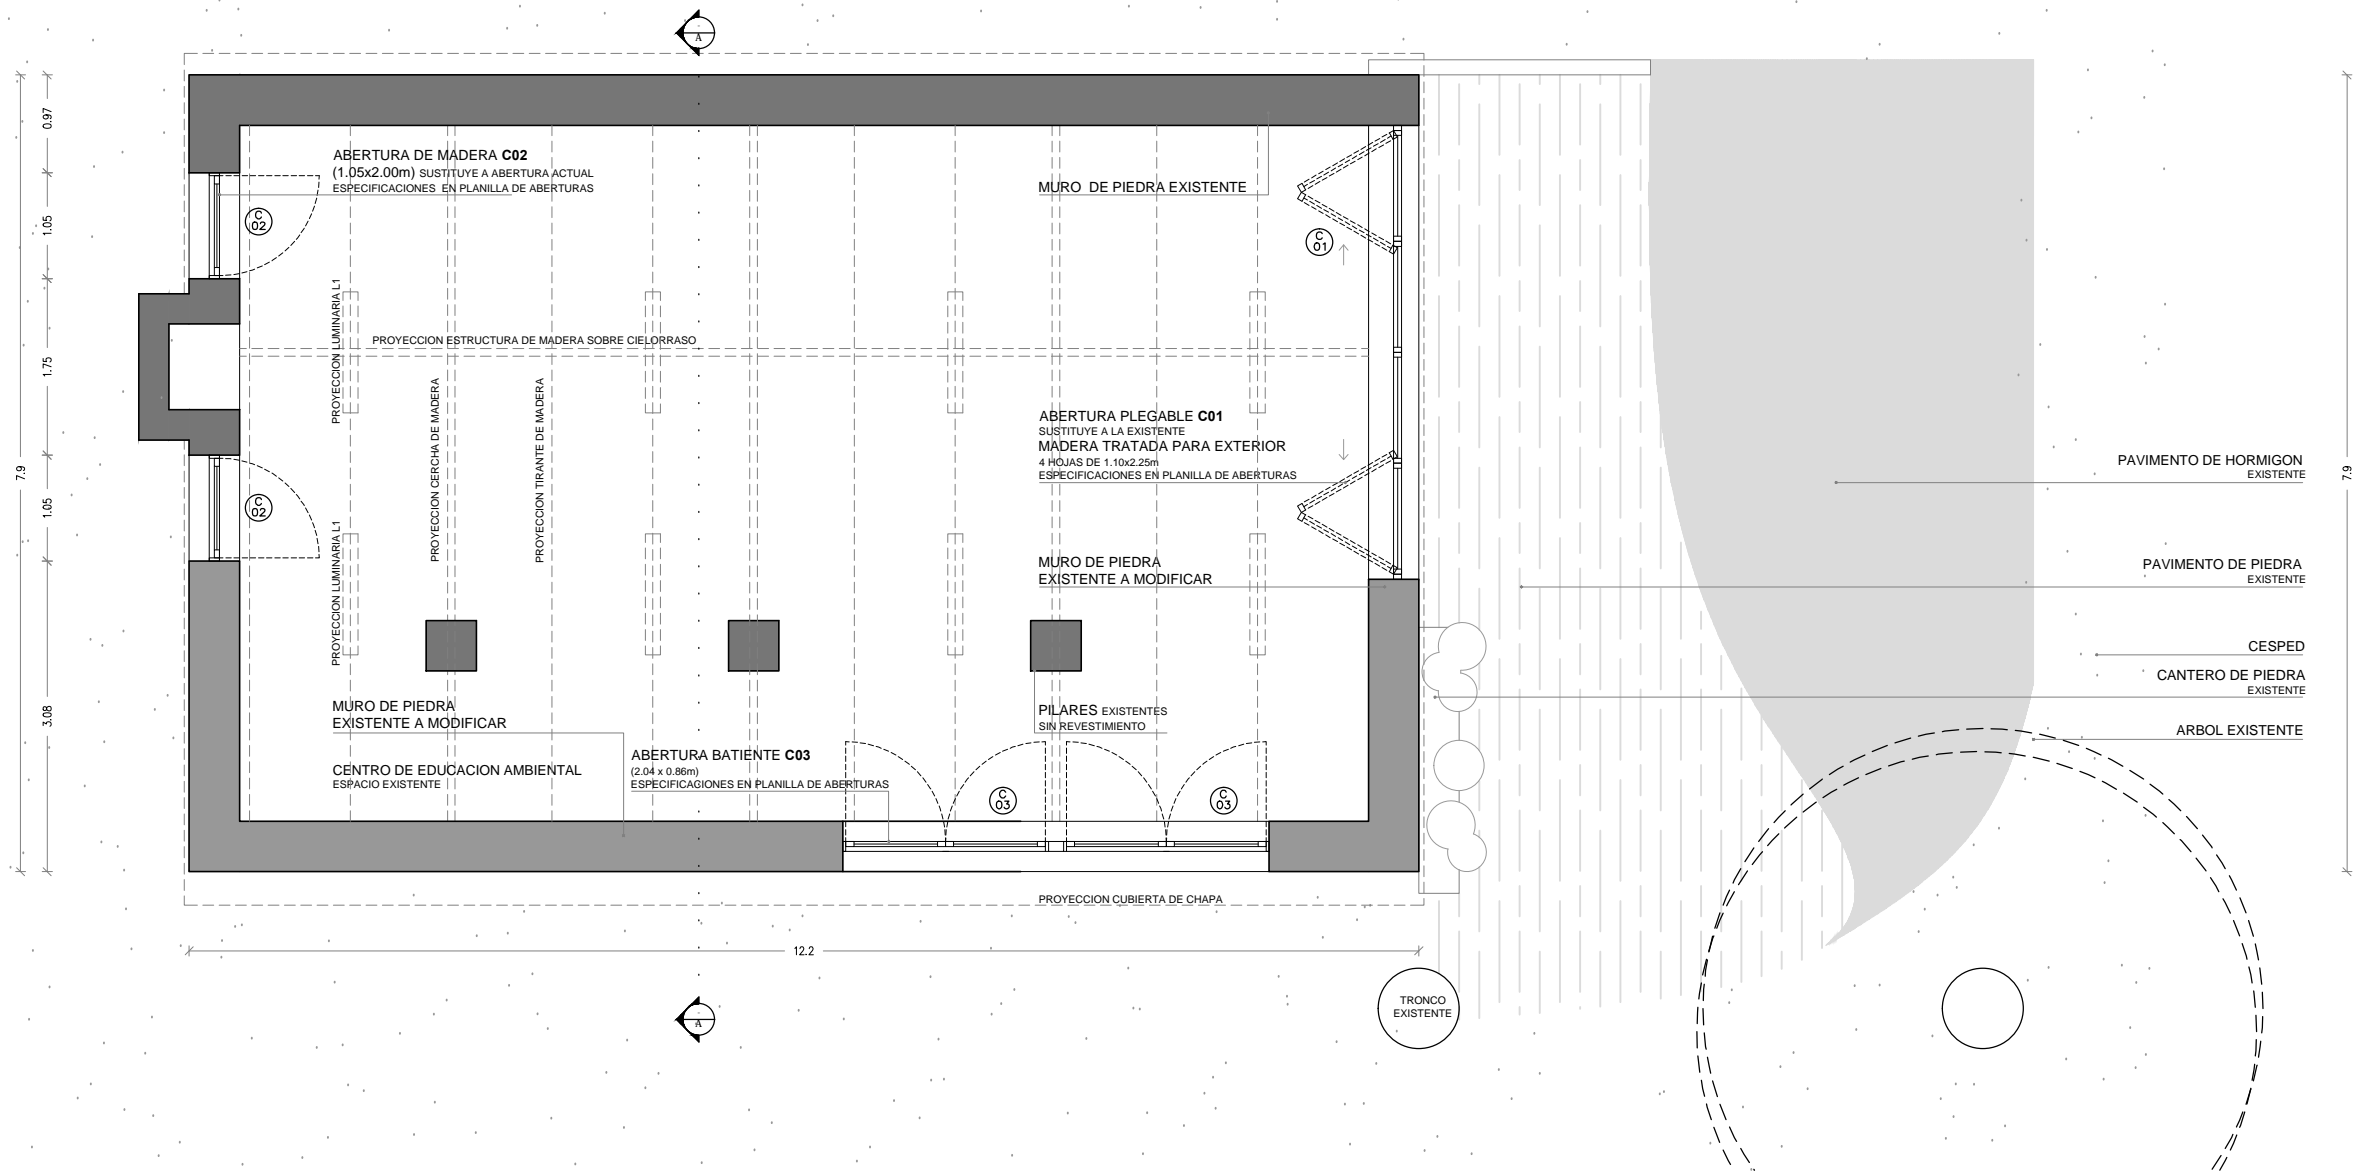 A
0.97
1.05
1.75
1.05
3.08
7.9
7.9
ABERTURA DE MADERA C02
(1.05x2.00m) SUSTITUYE A ABERTURA ACTUAL
ESPECIFICACIONES EN PLANILLA DE ABERTURAS
C
02
MURO DE PIEDRA EXISTENTE
C
01
PROYECCION LUMINARIA L1
PROYECCION ESTRUCTURA DE MADERA SOBRE CIELORRASO
PROYECCION CERCHA DE MADERA
PROYECCION TIRANTE DE MADERA
ABERTURA PLEGABLE C01
SUSTITUYE A LA EXISTENTE
MADERA TRATADA PARA EXTERIOR
4 HOJAS DE 1.10x2.25m
ESPECIFICACIONES EN PLANILLA DE ABERTURAS
C
02
PROYECCION LUMINARIA L1
MURO DE PIEDRA
EXISTENTE A MODIFICAR
PAVIMENTO DE HORMIGON
EXISTENTE
PAVIMENTO DE PIEDRA
EXISTENTE
CESPED
CANTERO DE PIEDRA
EXISTENTE
ARBOL EXISTENTE
MURO DE PIEDRA
EXISTENTE A MODIFICAR
PILARES EXISTENTES
SIN REVESTIMIENTO
ABERTURA BATIENTE C03
(2.04 x 0.86m)
ESPECIFICACIONES EN PLANILLA DE ABERTURAS
CENTRO DE EDUCACION AMBIENTAL
ESPACIO EXISTENTE
C
03
C
03
PROYECCION CUBIERTA DE CHAPA
12.2
A
TRONCO
EXISTENTE